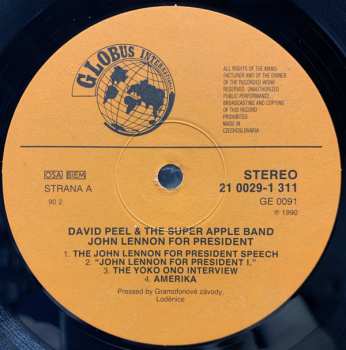 GLOBUS INTERNATIONAL
ALL RIGHTS OF THE MANU-
FACTURER AND OF THE OWNER
OF THE RECORDED WORK
RESERVED. UNAUTHORIZED
PUBLIC PERFORMANCE,
BROADCASTING AND COPYING
OF THIS RECORD
PROHIBITED
MADE IN
CZECHOSLOVAKIA
OSA BIEM
STRANA A
90 2
STEREO
21 0029-1 311
GE 0091
℗ 1990
DAVID PEEL & THE SUPER APPLE BAND
JOHN LENNON FOR PRESIDENT
1. THE JOHN LENNON FOR PRESIDENT SPEECH
2. "JOHN LENNON FOR PRESIDENT I."
3. THE YOKO ONO INTERVIEW
4. AMERIKA
Pressed by Gramofonové závody,
Loděnice